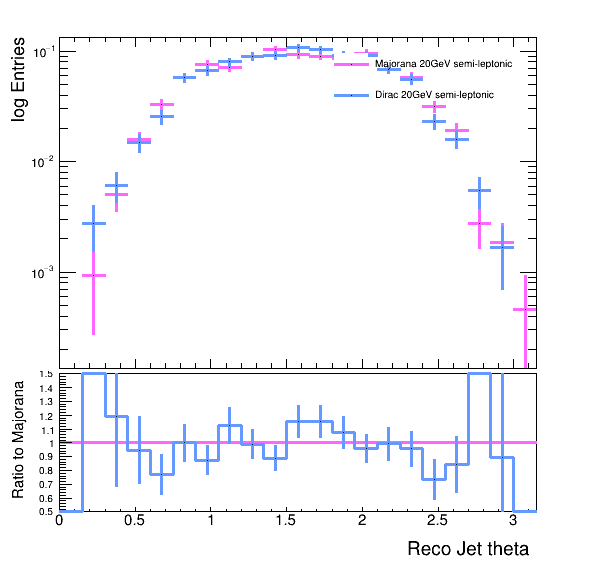 log Entries
10⁻¹
10⁻²
10⁻³
Majorana 20GeV semi-leptonic
Dirac 20GeV semi-leptonic
Ratio to Majorana
1.5
1.4
1.3
1.2
1.1
1
0.9
0.8
0.7
0.6
0.5
0 0.5 1 1.5 2 2.5 3
Reco Jet theta